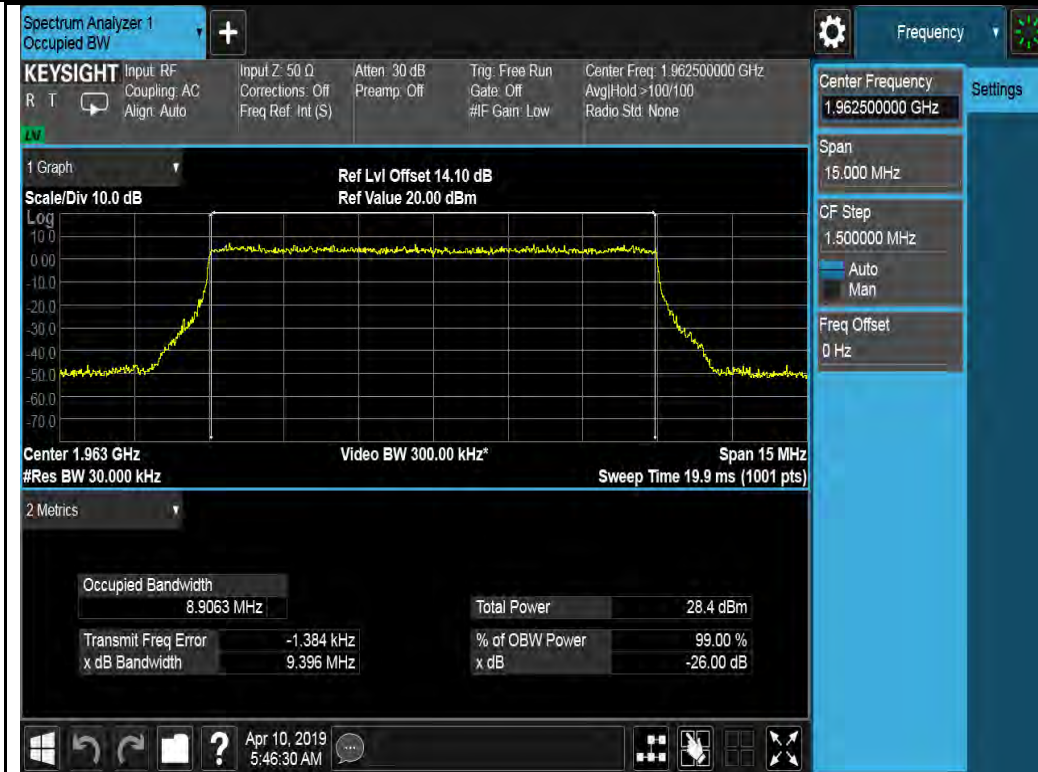 Spectrum Analyzer 1
Occupied BW
+
Frequency
KEYSIGHT
R T
LV
Input: RF
Coupling: AC
Align: Auto
Input Z: 50 Ω
Corrections: Off
Freq Ref: Int (S)
Atten: 30 dB
Preamp: Off
Trig: Free Run
Gate: Off
#IF Gain: Low
Center Freq: 1.962500000 GHz
Avg|Hold:>100/100
Radio Std: None
Center Frequency
1.962500000 GHz
Settings
Span
15.000 MHz
CF Step
1.500000 MHz
Auto
Man
Freq Offset
0 Hz
1 Graph
Scale/Div 10.0 dB
Ref Lvl Offset 14.10 dB
Ref Value 20.00 dBm
Log
10.0
0.00
-10.0
-20.0
-30.0
-40.0
-50.0
-60.0
-70.0
Center 1.963 GHz
#Res BW 30.000 kHz
Video BW 300.00 kHz*
Span 15 MHz
Sweep Time 19.9 ms (1001 pts)
2 Metrics
Occupied Bandwidth
8.9063 MHz
Transmit Freq Error -1.384 kHz
x dB Bandwidth 9.396 MHz
Total Power 28.4 dBm
% of OBW Power 99.00 %
x dB -26.00 dB
?
Apr 10, 2019
5:46:30 AM